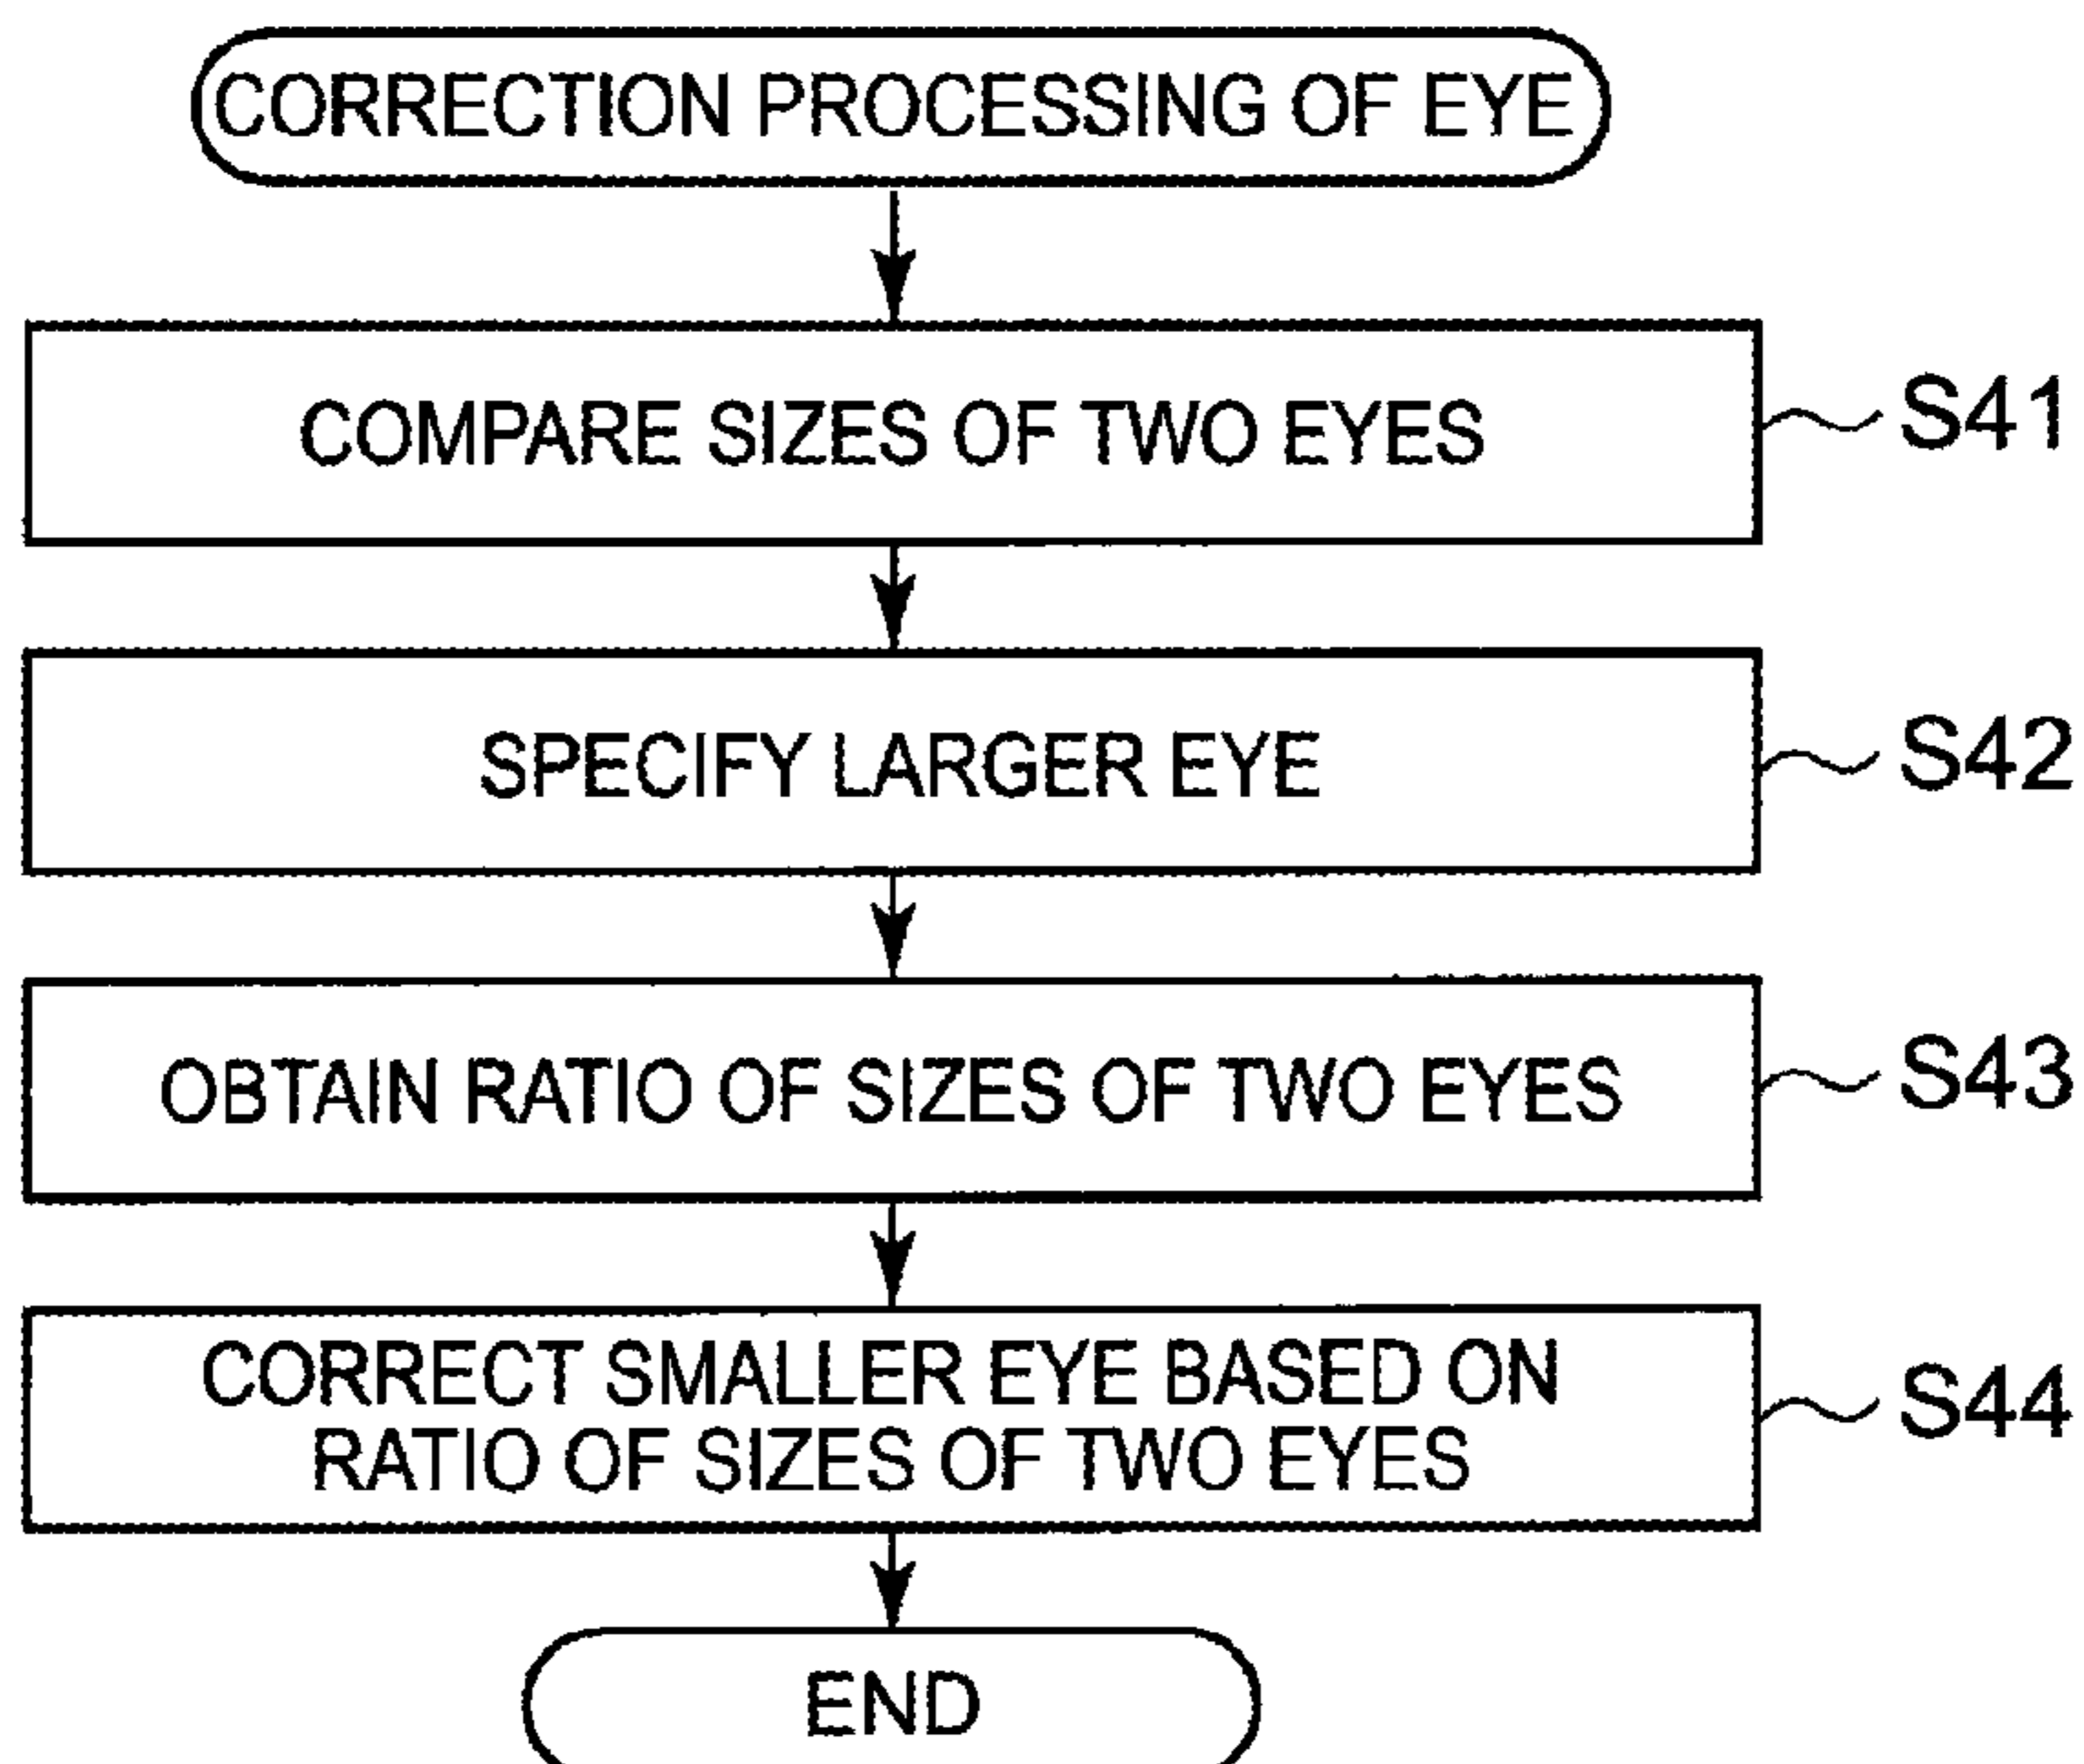 CORRECTION PROCESSING OF EYE
COMPARE SIZES OF TWO EYES
S41
SPECIFY LARGER EYE
S42
OBTAIN RATIO OF SIZES OF TWO EYES
S43
CORRECT SMALLER EYE BASED ON
RATIO OF SIZES OF TWO EYES
S44
END